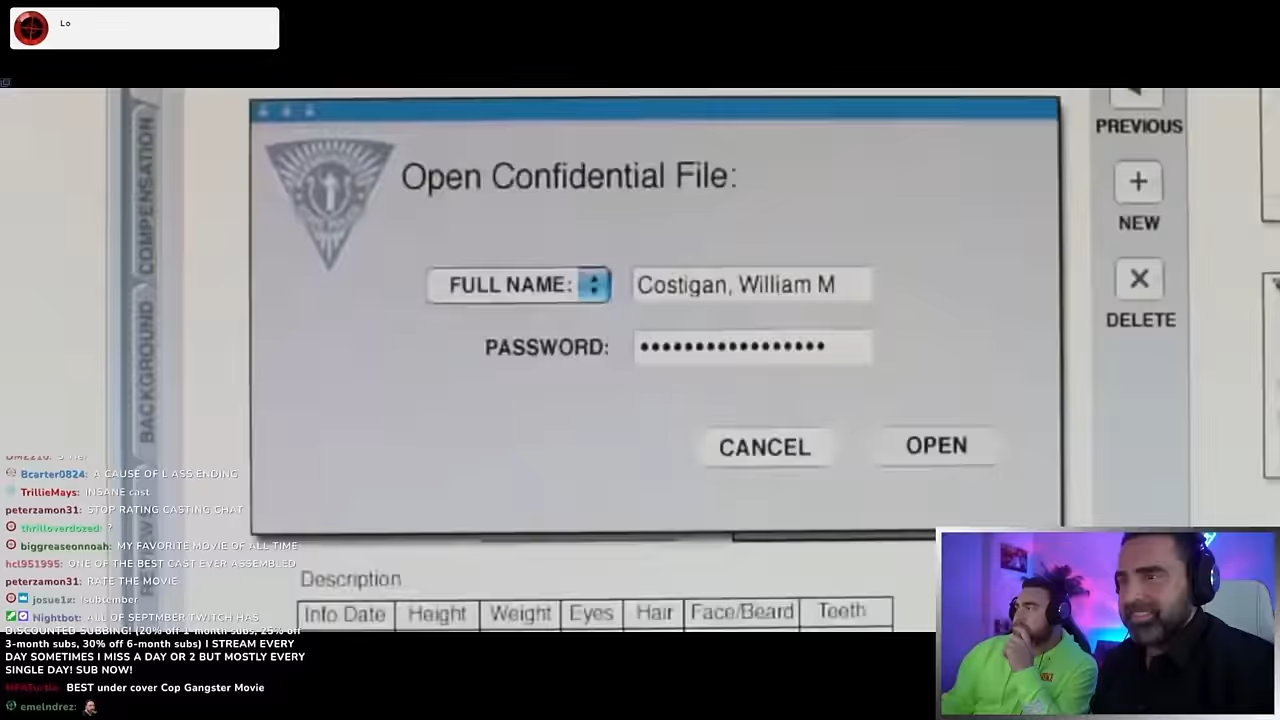 Lo
PREVIOUS
Open Confidential File:
NEW
COMPENSATION
FULL NAME:
Costigan, William M
PASSWORD:
•••••••••••••••••
DELETE
BACKGROUND
CANCEL
OPEN
Bcarter0824: A CAUSE OF L ASS ENDING
TrillieMays: INSANE cast
peterzamon31: STOP RATING CASTING CHAT
thrilloverdozed: ?
biggreaseonnoah: MY FAVORITE MOVIE OF ALL TIME
hcl951995: ONE OF THE BEST CAST EVER ASSEMBLED
peterzamon31: RATE THE MOVIE
josue1x: !subtember
Nightbot: ALL OF SEPTMBER TWITCH HAS
DISCOUNTED SUBBING! (20% off 1-month subs, 25% off
3-month subs, 30% off 6-month subs) I STREAM EVERY
DAY SOMETIMES I MISS A DAY OR 2 BUT MOSTLY EVERY
SINGLE DAY! SUB NOW!
BEST under cover Cop Gangster Movie
emelndrez:
Description
Info Date
Height
Weight
Eyes
Hair
Face/Beard
Teeth